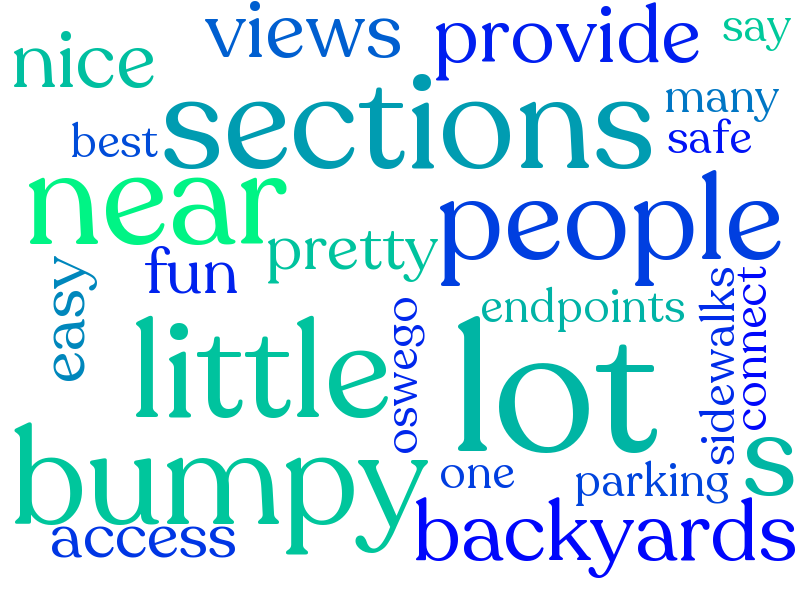 nice views provide say
sections many
best safe
near people
pretty
fun
easy endpoints
little oswego lot sidewalks connect
bumpy one parking s
access backyards